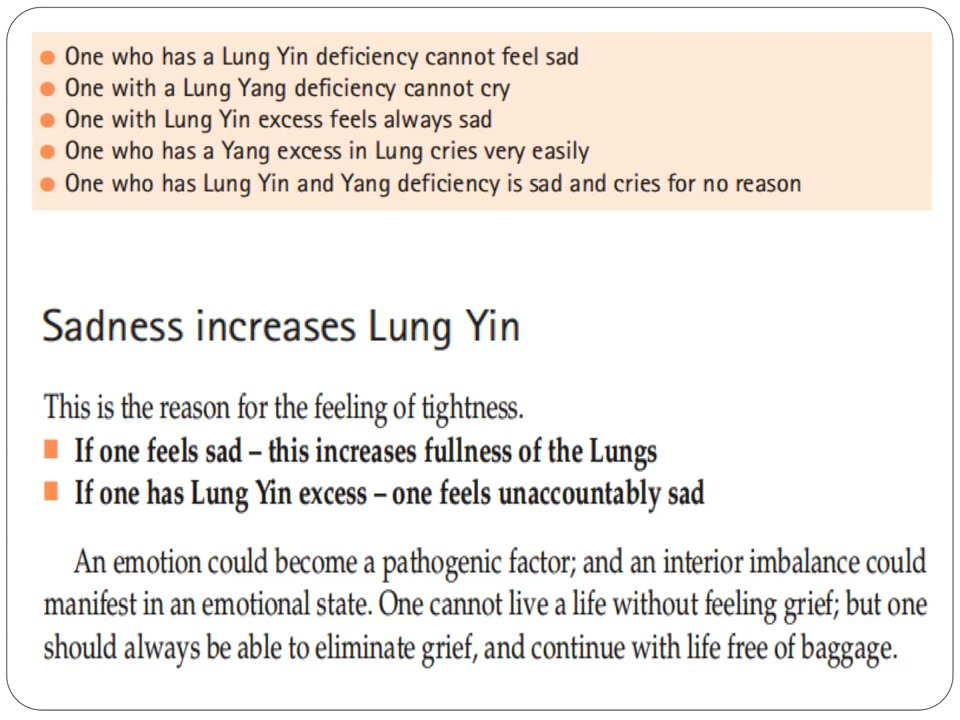 One who has a Lung Yin deficiency cannot feel sad
One with a Lung Yang deficiency cannot cry
One with Lung Yin excess feels always sad
One who has a Yang excess in Lung cries very easily
One who has Lung Yin and Yang deficiency is sad and cries for no reason
Sadness increases Lung Yin
This is the reason for the feeling of tightness.
If one feels sad – this increases fullness of the Lungs
If one has Lung Yin excess – one feels unaccountably sad
An emotion could become a pathogenic factor; and an interior imbalance could
manifest in an emotional state. One cannot live a life without feeling grief; but one
should always be able to eliminate grief, and continue with life free of baggage.